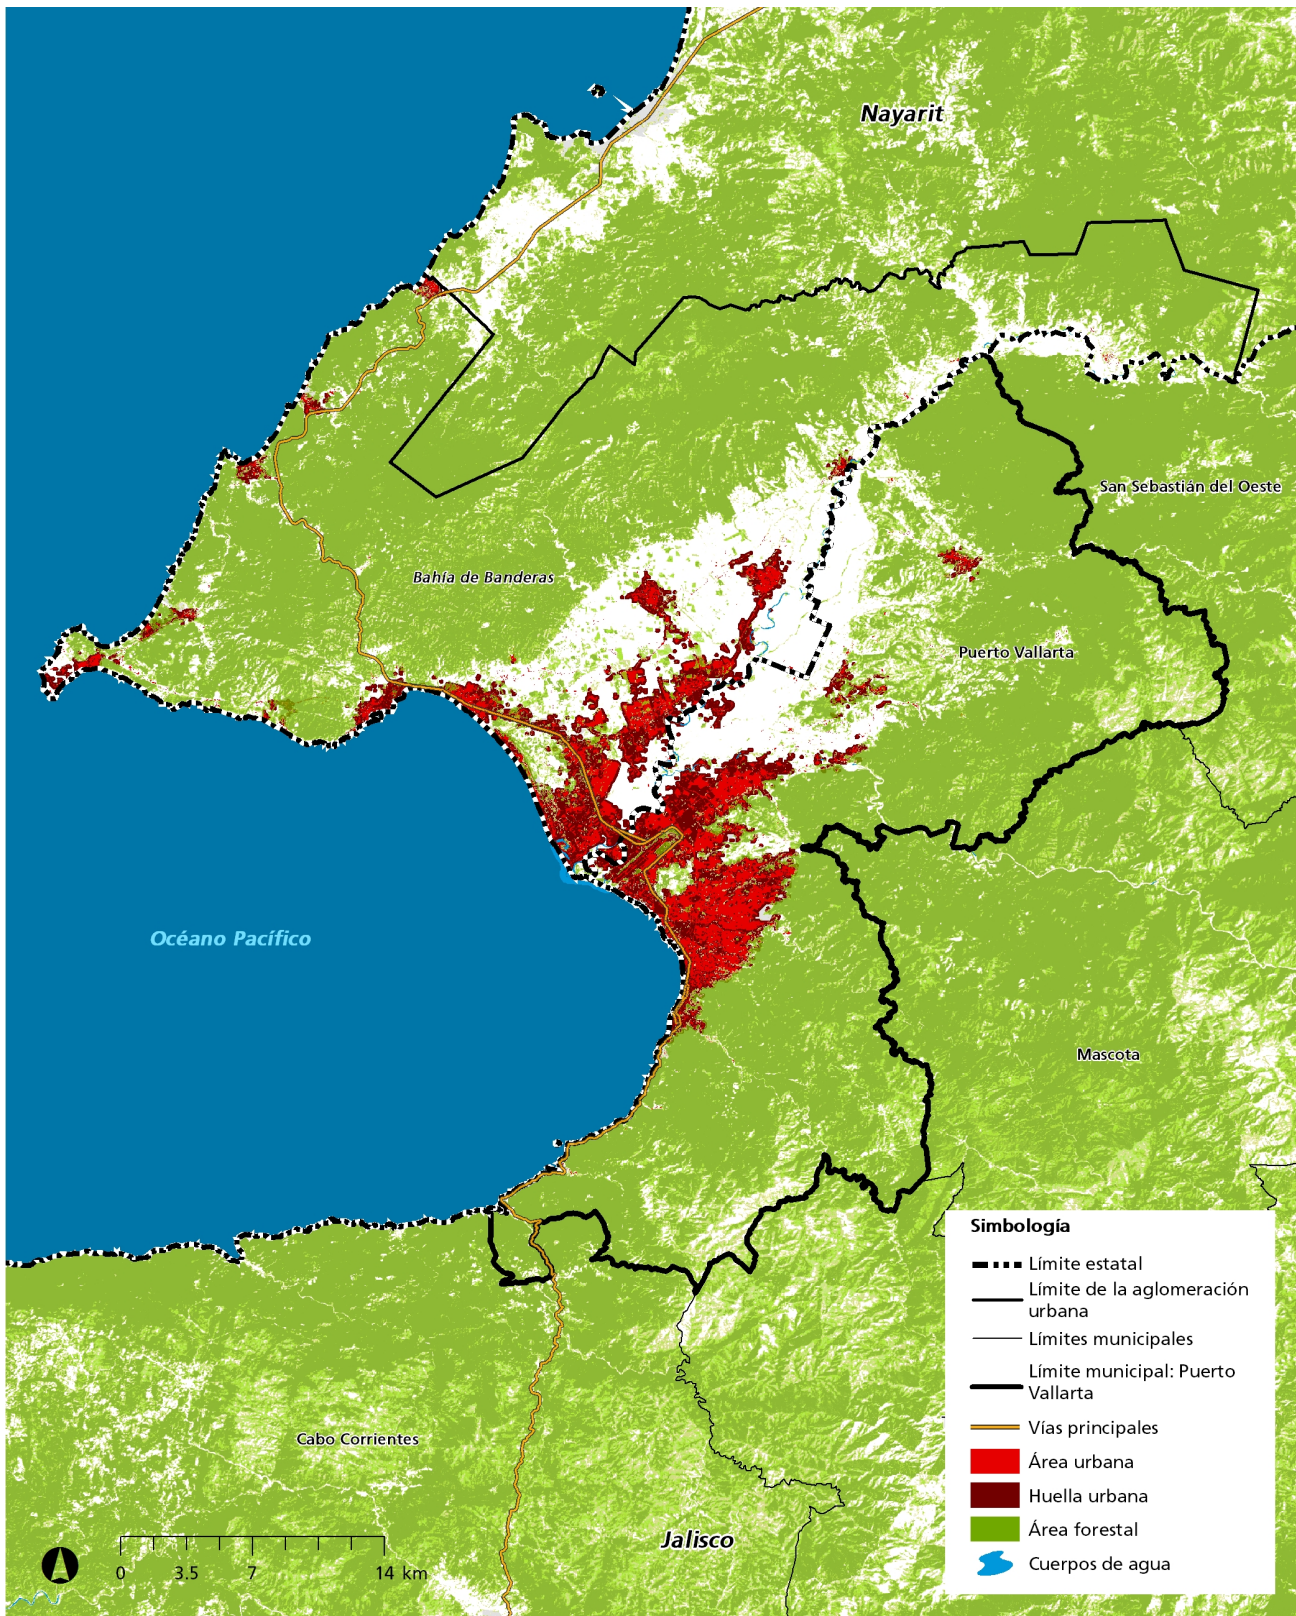 Nayarit
San Sebastián del Oeste
Bahía de Banderas
Puerto Vallarta
Océano Pacífico
Mascota
Cabo Corrientes
Jalisco
0 3.5 7 14 km
Simbología
Límite estatal
Límite de la aglomeración
urbana
Límites municipales
Límite municipal: Puerto
Vallarta
Vías principales
Área urbana
Huella urbana
Área forestal
Cuerpos de agua